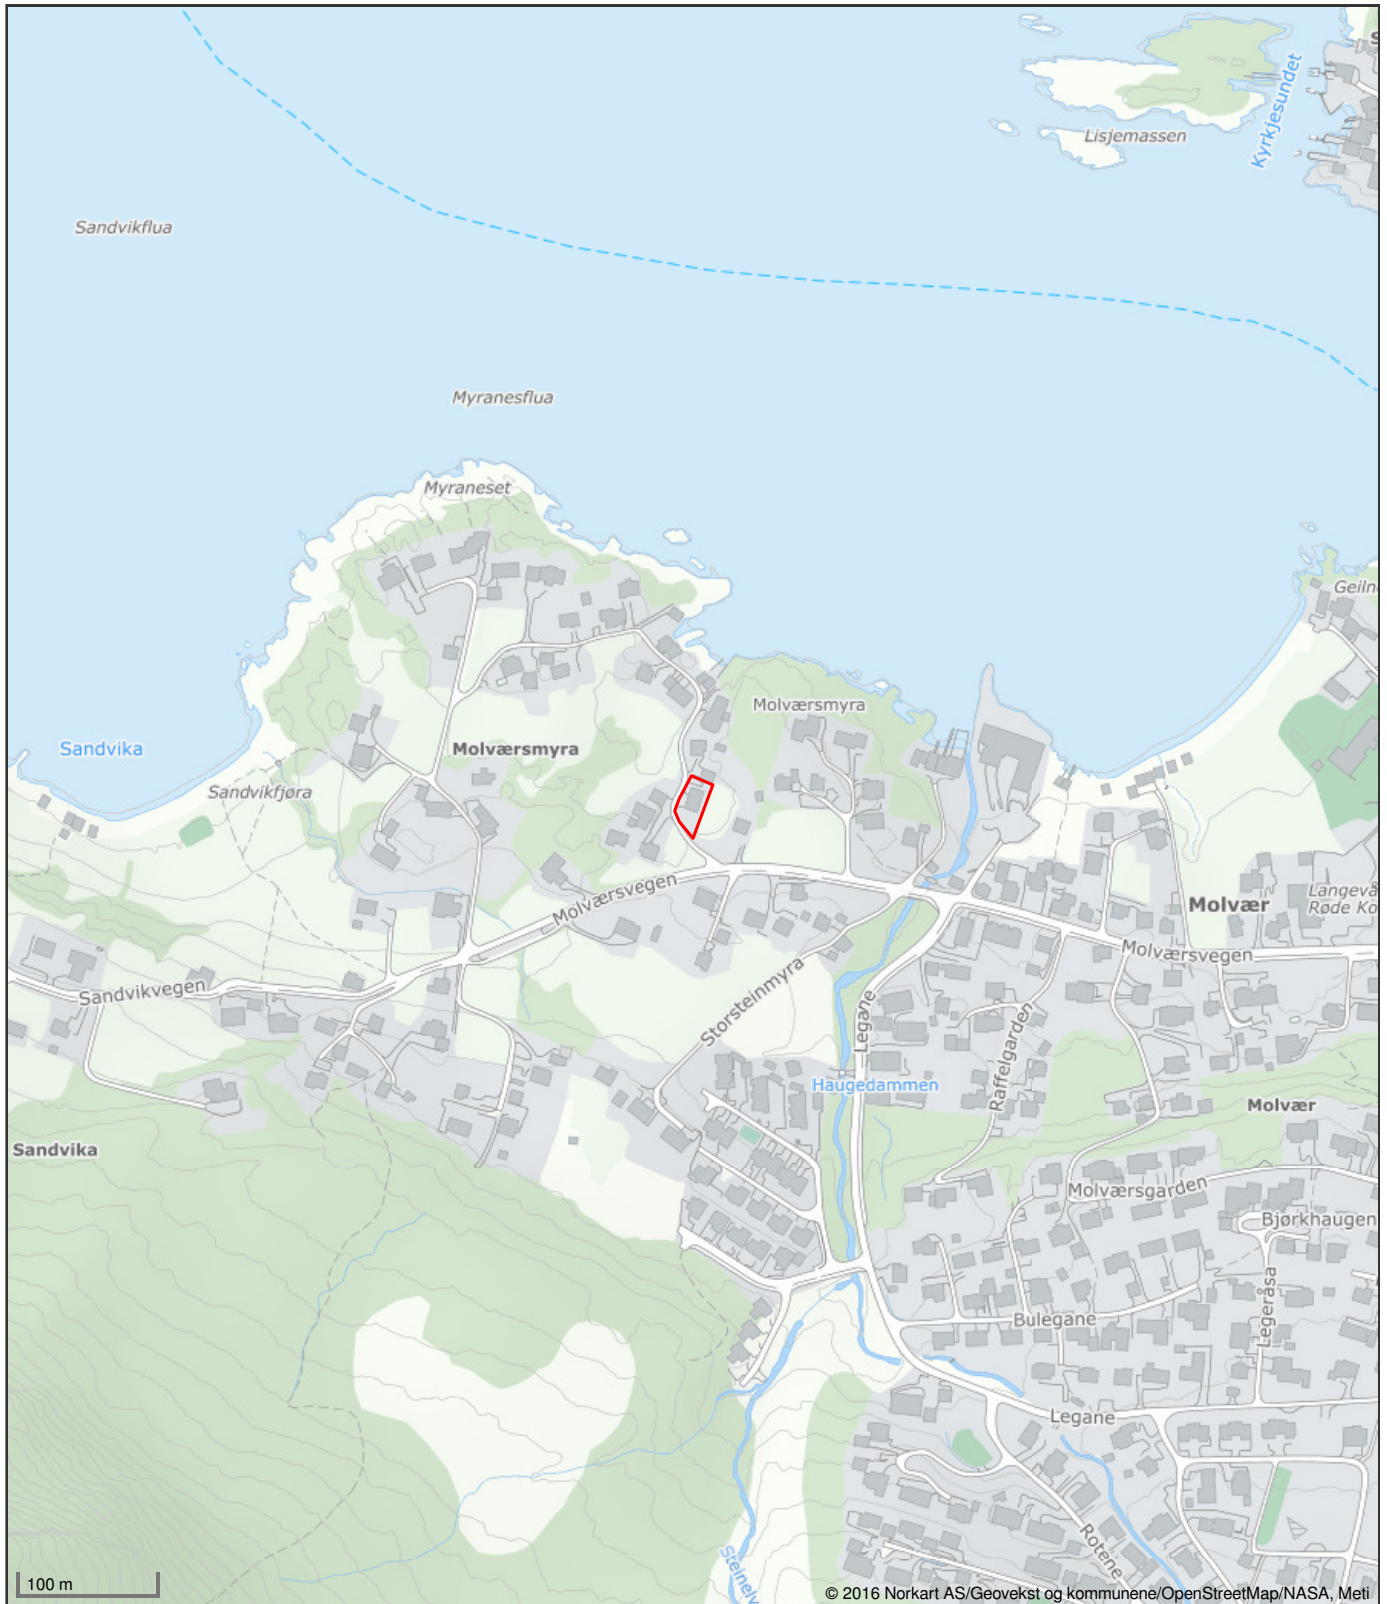 Kyrkjesundet
Lisjemassen
Sandvikflua
Myranesflua
Myraneset
Geiln
Molværsmyra
Sandvika
Molværsmyra
Sandvikfjøra
Molværsvegen
Molvær
Langevå
Røde Ko
Molværsvegen
Sandvikvegen
Storsteinmyra
Legane
Raffelgarden
Haugedammen
Molvær
Sandvika
Molværsgarden
Bjørkhaugen
Legeråsa
Bulegane
Legane
Rotene
Steinelv
100 m
© 2016 Norkart AS/Geovekst og kommunene/OpenStreetMap/NASA, Meti